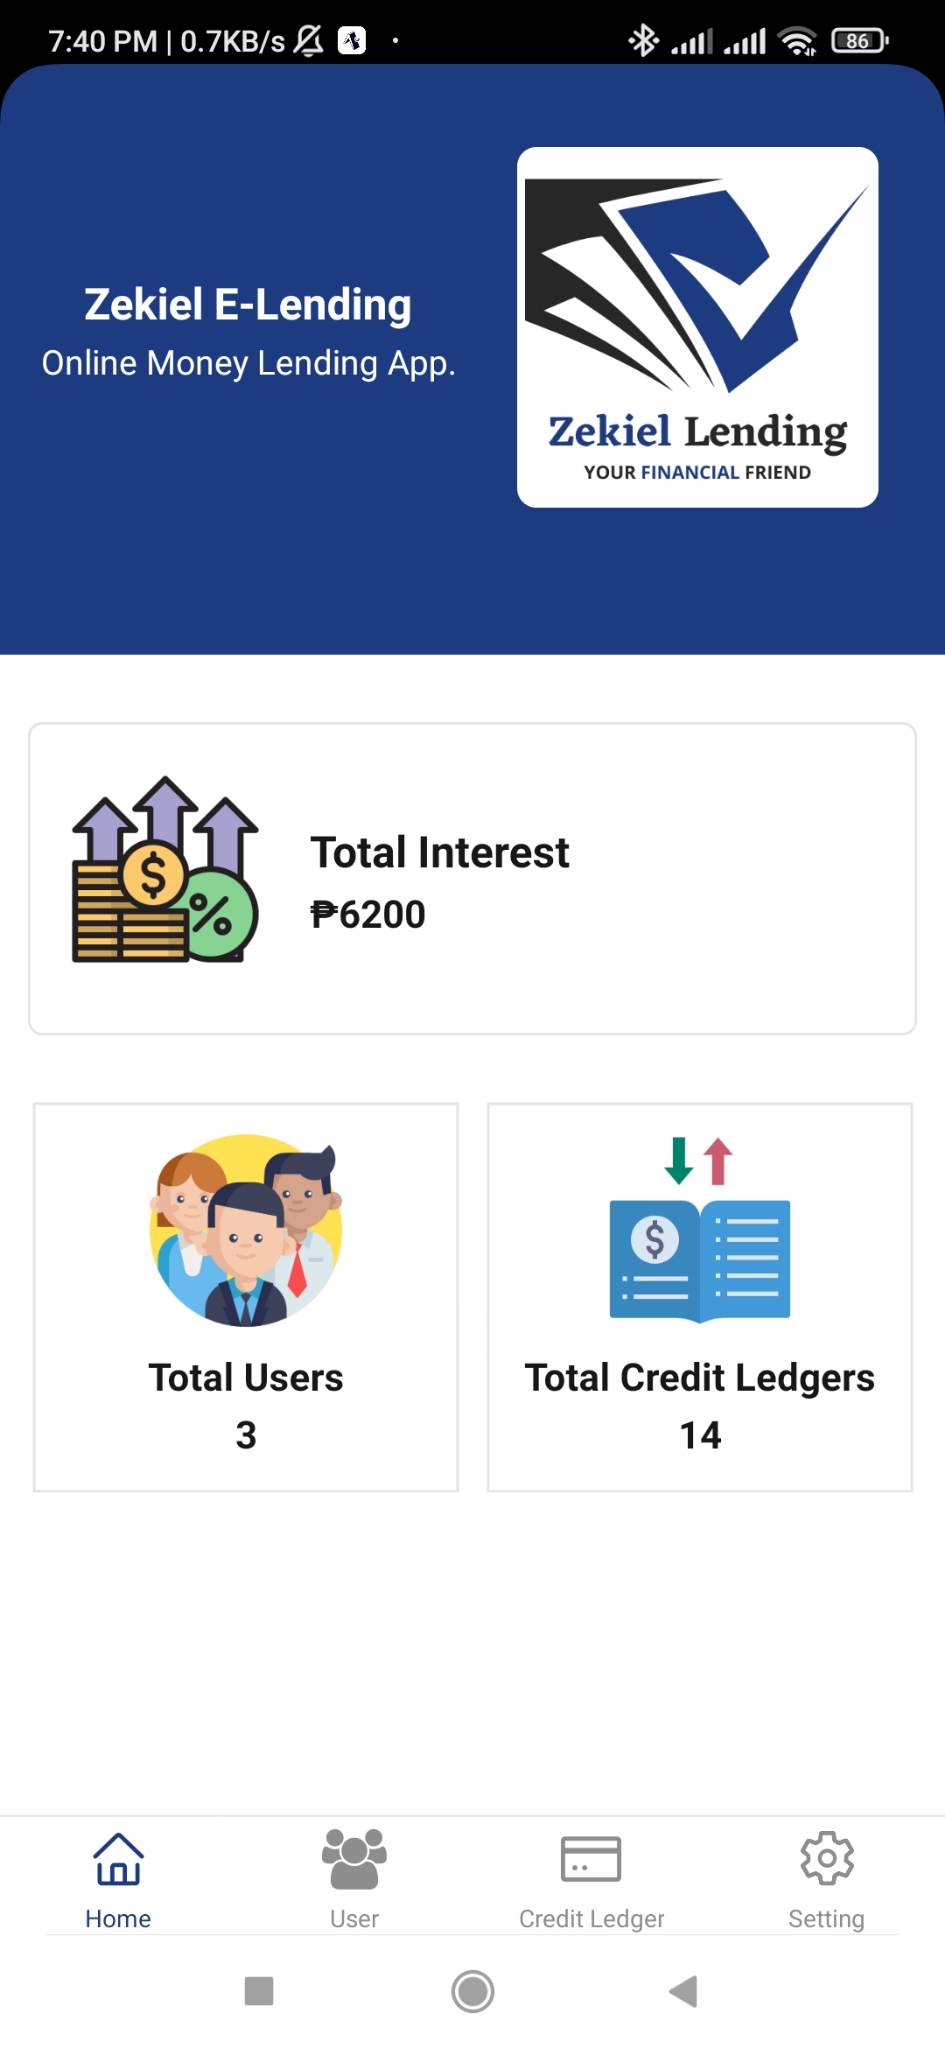 7:40 PM | 0.7KB/s
86
Zekiel E-Lending
Online Money Lending App.
Zekiel Lending
YOUR FINANCIAL FRIEND
$
%
Total Interest
₱6200
$
Total Users
3
Total Credit Ledgers
14
Home
User
Credit Ledger
Setting